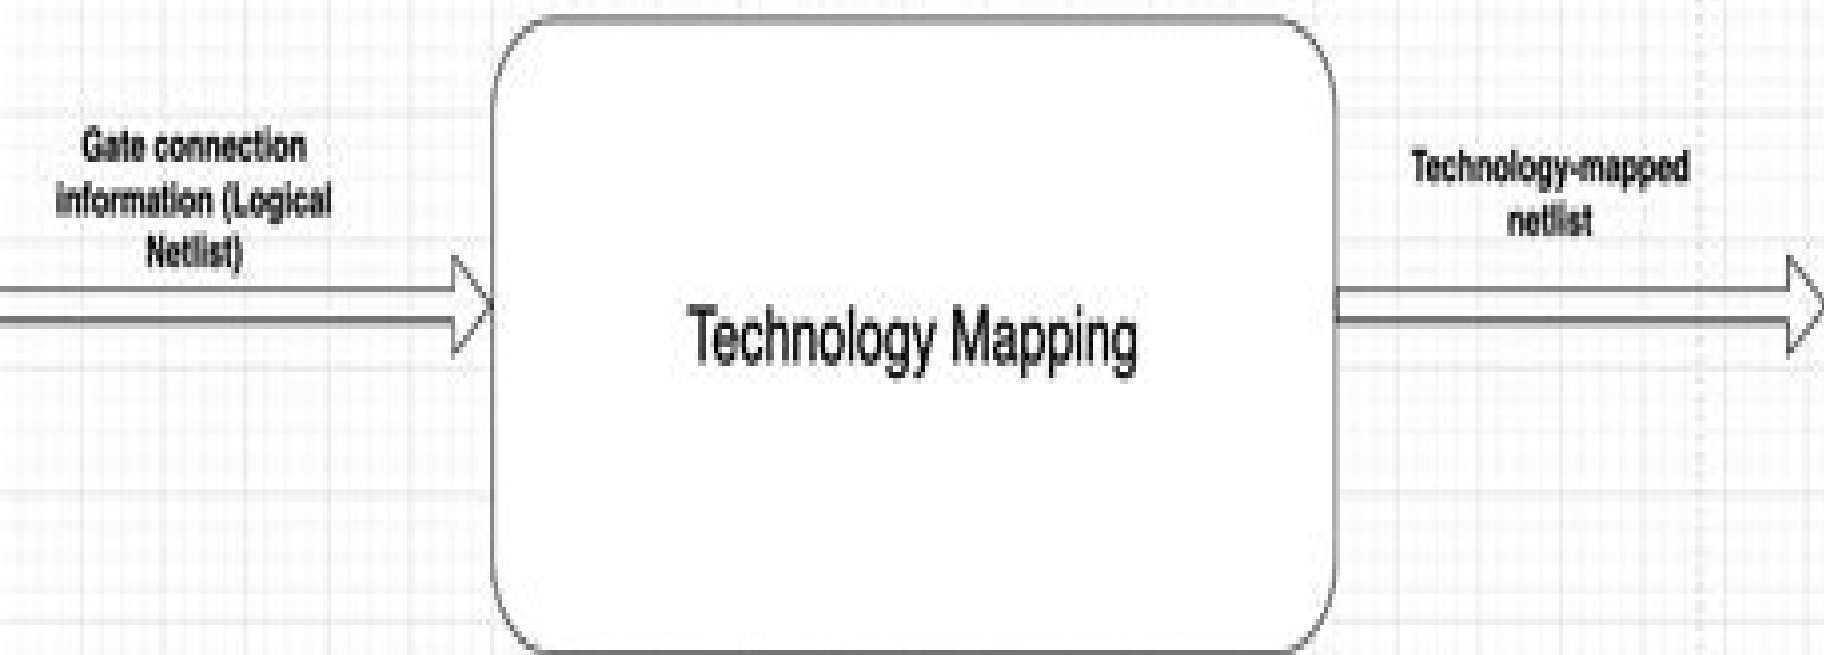 Gate connection
information (Logical
Netlist)
Technology Mapping
Technology-mapped
netlist